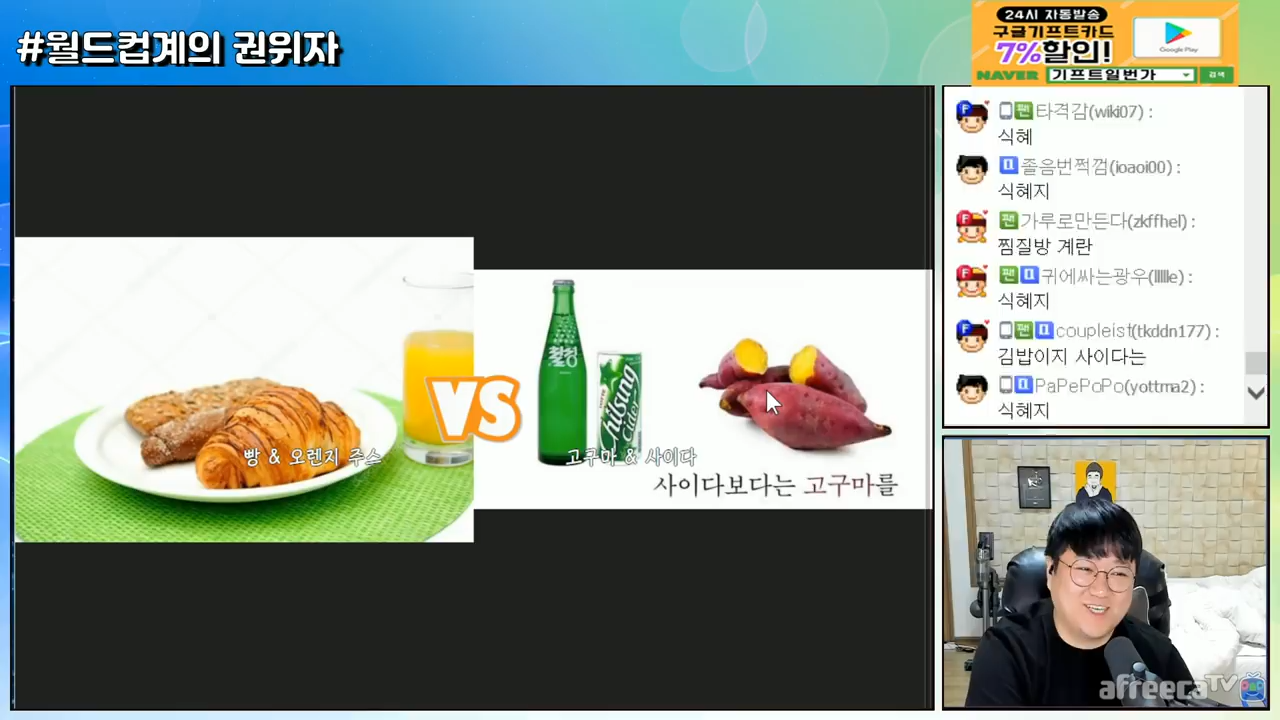 #월드컵계의 권위자
24시 자동발송
구글기프트카드
7%할인!
Google Play
NAVER 기프트일번가 검색
타격감(wiki07) :
식혜
졸음번쩍껌(ioaoi00) :
식혜지
가루로만든다(zkffhel) :
찜질방 계란
귀에싸는광우(lllllle) :
식혜지
coupleist(tkddn177) :
김밥이지 사이다는
PaPePoPo(yottma2) :
식혜지
VS
칠성
Chilsung
Cider
빵 & 오렌지 주스
고구마 & 사이다
사이다보다는 고구마를
afreecaTV